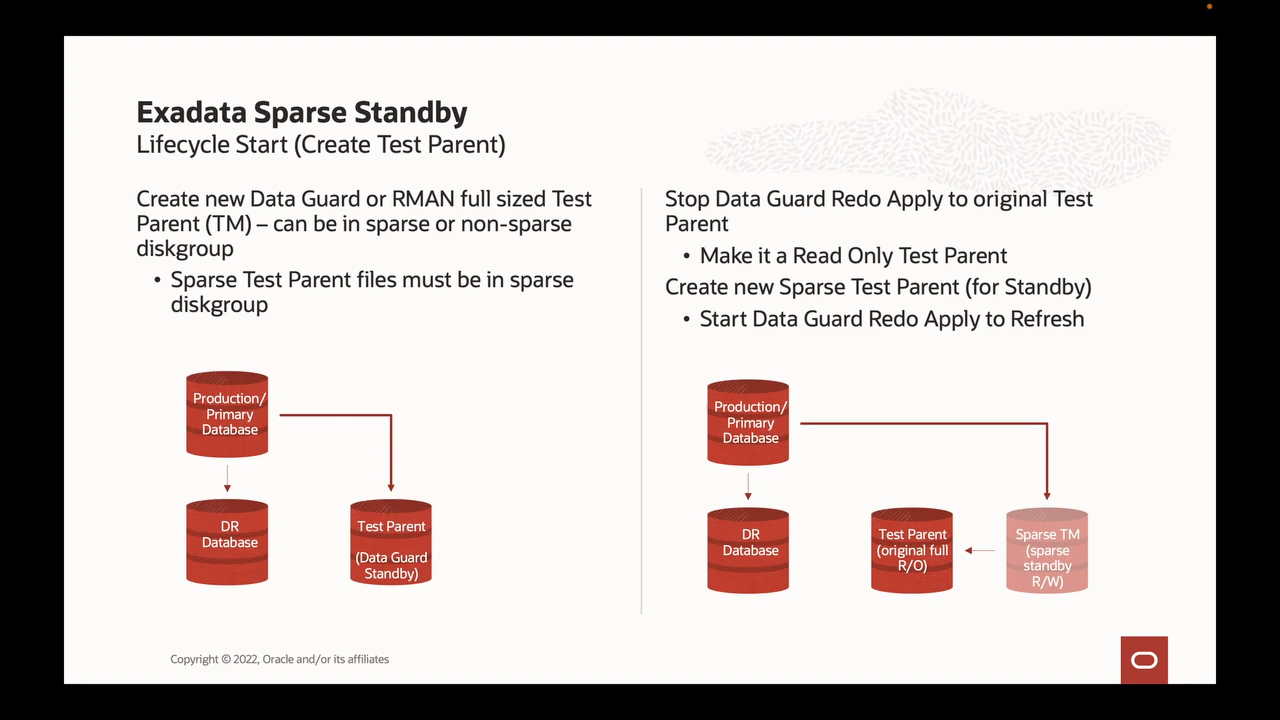 Exadata Sparse Standby
Lifecycle Start (Create Test Parent)
Create new Data Guard or RMAN full sized Test
Parent (TM) – can be in sparse or non-sparse
diskgroup
• Sparse Test Parent files must be in sparse
diskgroup
Production/
Primary
Database
DR
Database
Test Parent
(Data Guard
Standby)
Stop Data Guard Redo Apply to original Test
Parent
• Make it a Read Only Test Parent
Create new Sparse Test Parent (for Standby)
• Start Data Guard Redo Apply to Refresh
Production/
Primary
Database
DR
Database
Test Parent
(original full
R/O)
Sparse TM
(sparse
standby
R/W)
Copyright © 2022, Oracle and/or its affiliates